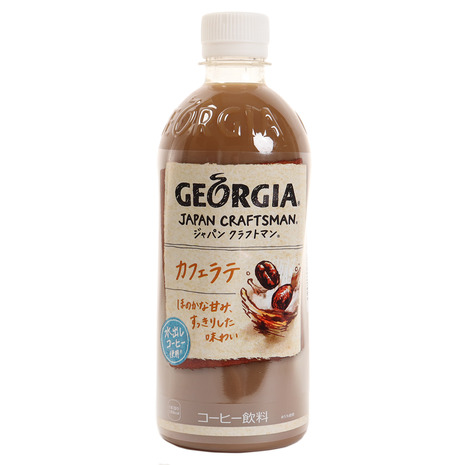 GEORGIA
GEORGIA®
JAPAN CRAFTSMAN®
ジャパン クラフトマン®
カフェラテ
ほのかな甘み、
すっきりした
味わい
水出し
コーヒー
使用
コーヒー飲料